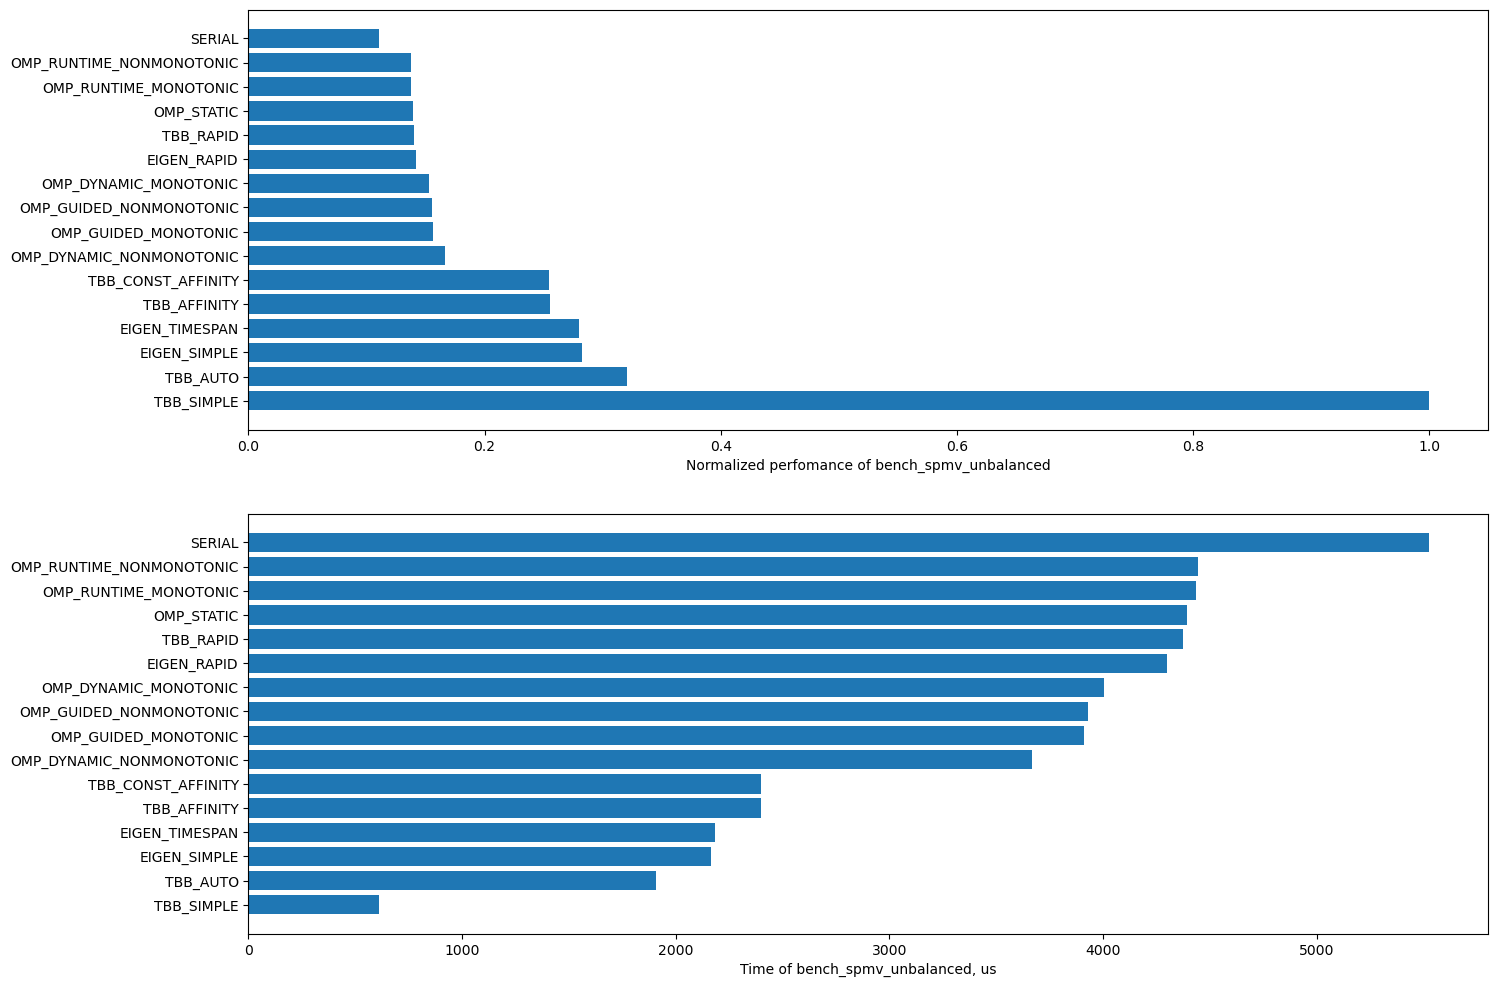 SERIAL
OMP_RUNTIME_NONMONOTONIC
OMP_RUNTIME_MONOTONIC
OMP_STATIC
TBB_RAPID
EIGEN_RAPID
OMP_DYNAMIC_MONOTONIC
OMP_GUIDED_NONMONOTONIC
OMP_GUIDED_MONOTONIC
OMP_DYNAMIC_NONMONOTONIC
TBB_CONST_AFFINITY
TBB_AFFINITY
EIGEN_TIMESPAN
EIGEN_SIMPLE
TBB_AUTO
TBB_SIMPLE
0.0 0.2 0.4 0.6 0.8 1.0
Normalized perfomance of bench_spmv_unbalanced
SERIAL
OMP_RUNTIME_NONMONOTONIC
OMP_RUNTIME_MONOTONIC
OMP_STATIC
TBB_RAPID
EIGEN_RAPID
OMP_DYNAMIC_MONOTONIC
OMP_GUIDED_NONMONOTONIC
OMP_GUIDED_MONOTONIC
OMP_DYNAMIC_NONMONOTONIC
TBB_CONST_AFFINITY
TBB_AFFINITY
EIGEN_TIMESPAN
EIGEN_SIMPLE
TBB_AUTO
TBB_SIMPLE
0 1000 2000 3000 4000 5000
Time of bench_spmv_unbalanced, us